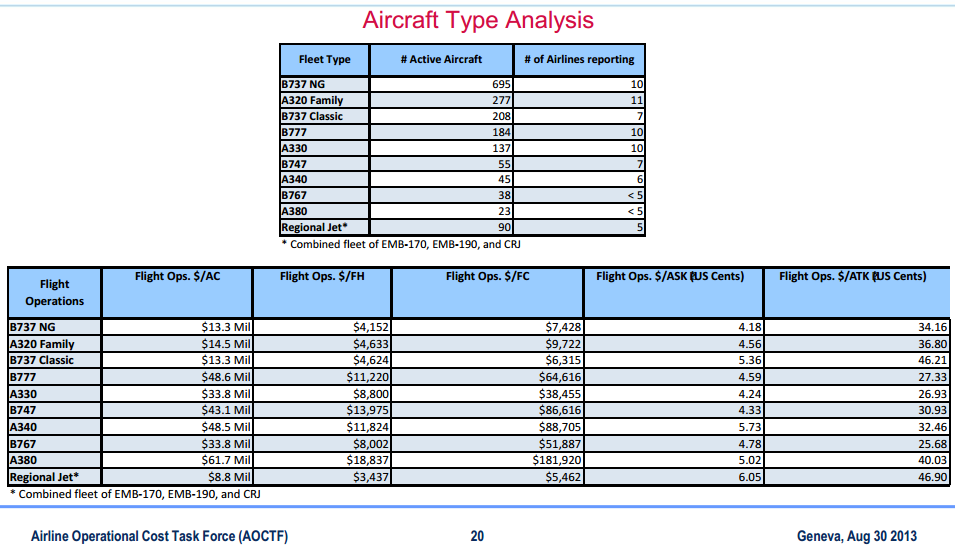 Aircraft Type Analysis
Fleet Type # Active Aircraft # of Airlines reporting
B737 NG 695 10
A320 Family 277 11
B737 Classic 208 7
B777 184 10
A330 137 10
B747 55 7
A340 45 6
B767 38 < 5
A380 23 < 5
Regional Jet* 90 5
* Combined fleet of EMB-170, EMB-190, and CRJ
Flight Operations Flight Ops. $/AC Flight Ops. $/FH Flight Ops. $/FC Flight Ops. $/ASK (US Cents) Flight Ops. $/ATK (US Cents)
B737 NG $13.3 Mil $4,152 $7,428 4.18 34.16
A320 Family $14.5 Mil $4,633 $9,722 4.56 36.80
B737 Classic $13.3 Mil $4,624 $6,315 5.36 46.21
B777 $48.6 Mil $11,220 $64,616 4.59 27.33
A330 $33.8 Mil $8,800 $38,455 4.24 26.93
B747 $43.1 Mil $13,975 $86,616 4.33 30.93
A340 $48.5 Mil $11,824 $88,705 5.73 32.46
B767 $33.8 Mil $8,002 $51,887 4.78 25.68
A380 $61.7 Mil $18,837 $181,920 5.02 40.03
Regional Jet* $8.8 Mil $3,437 $5,462 6.05 46.90
* Combined fleet of EMB-170, EMB-190, and CRJ
Airline Operational Cost Task Force (AOCTF) 20 Geneva, Aug 30 2013